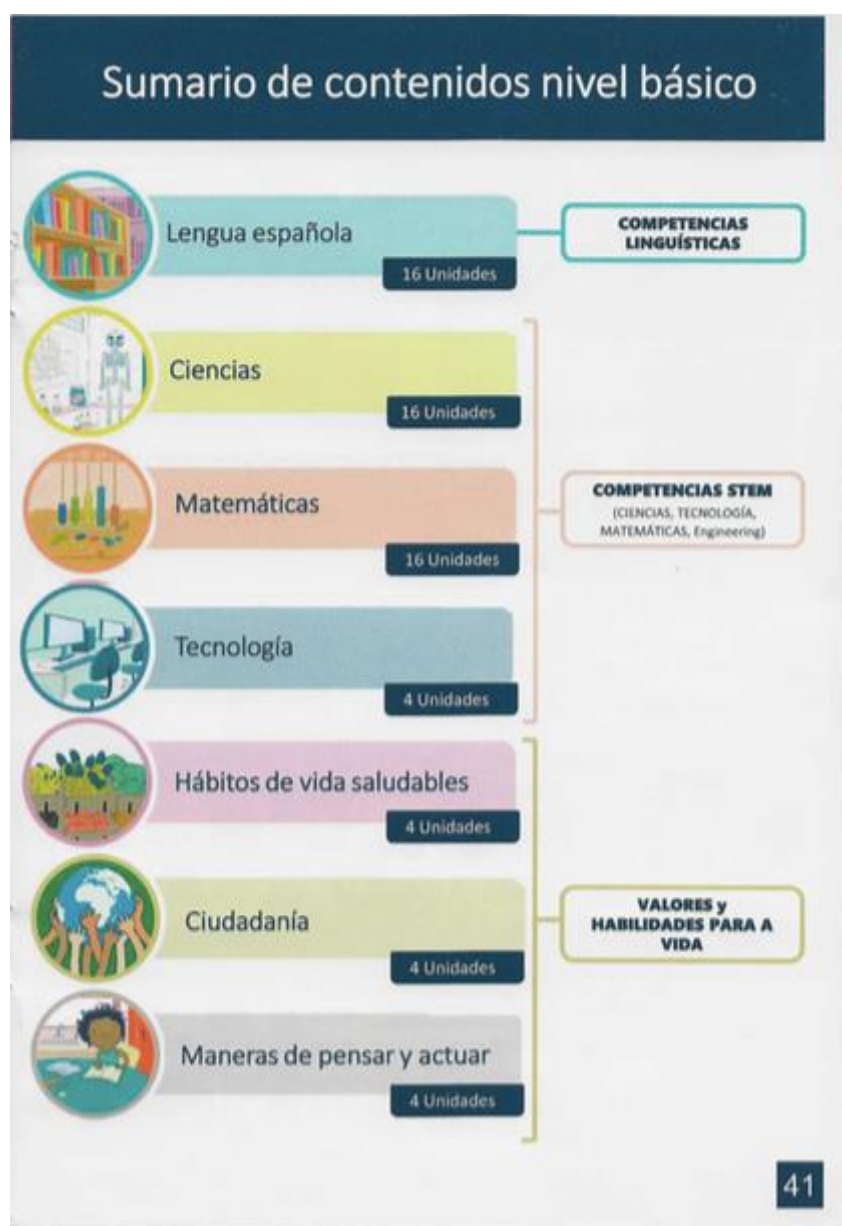 Sumario de contenidos nivel básico
Lengua española
16 Unidades
COMPETENCIAS
LINGUÍSTICAS
Ciencias
16 Unidades
Matemáticas
16 Unidades
COMPETENCIAS STEM
(CIENCIAS, TECNOLOGÍA,
MATEMÁTICAS, Engineering)
Tecnología
4 Unidades
Hábitos de vida saludables
4 Unidades
Ciudadanía
4 Unidades
VALORES y
HABILIDADES PARA A
VIDA
Maneras de pensar y actuar
4 Unidades
41